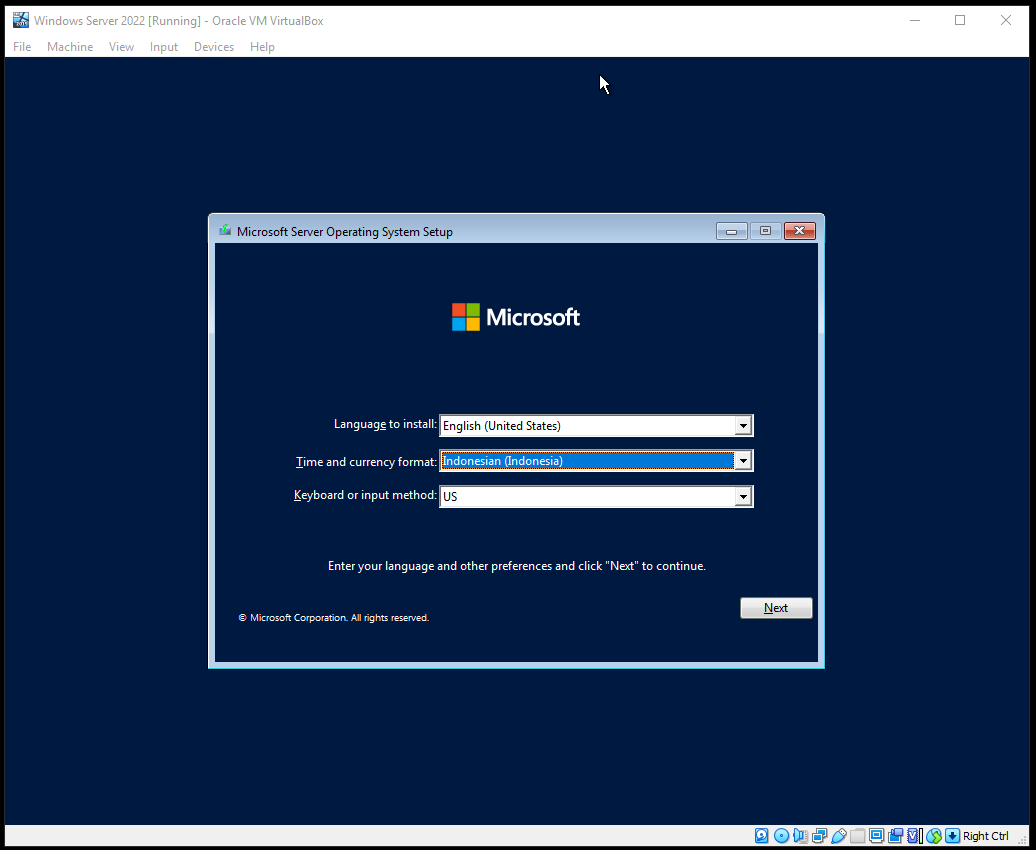 Windows Server 2022 [Running] - Oracle VM VirtualBox
File Machine View Input Devices Help
Microsoft Server Operating System Setup
Microsoft
Language to install: English (United States)
Time and currency format: Indonesian (Indonesia)
Keyboard or input method: US
Enter your language and other preferences and click "Next" to continue.
Next
© Microsoft Corporation. All rights reserved.
Right Ctrl